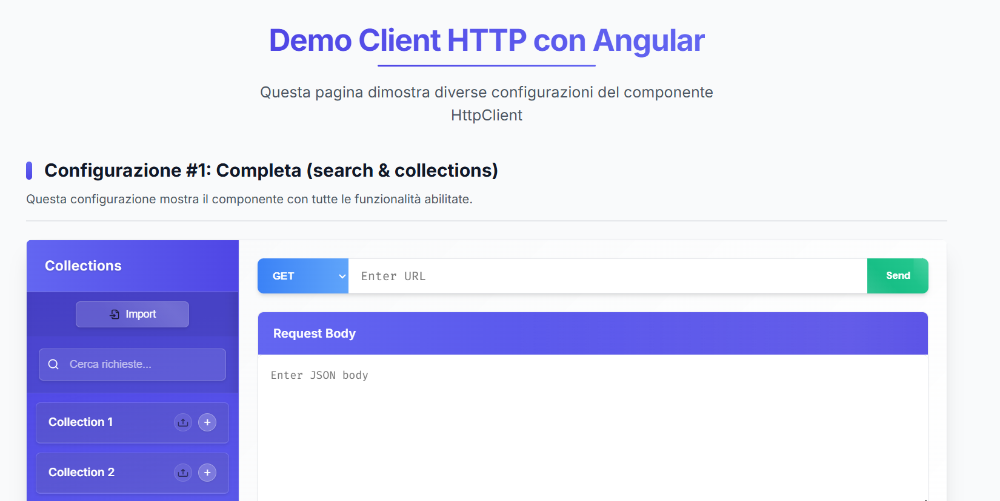 Demo Client HTTP con Angular
Questa pagina dimostra diverse configurazioni del componente
HttpClient
Configurazione #1: Completa (search & collections)
Questa configurazione mostra il componente con tutte le funzionalità abilitate.
Collections
Import
Cerca richieste...
Collection 1
+
Collection 2
+
GET
Enter URL
Send
Request Body
Enter JSON body